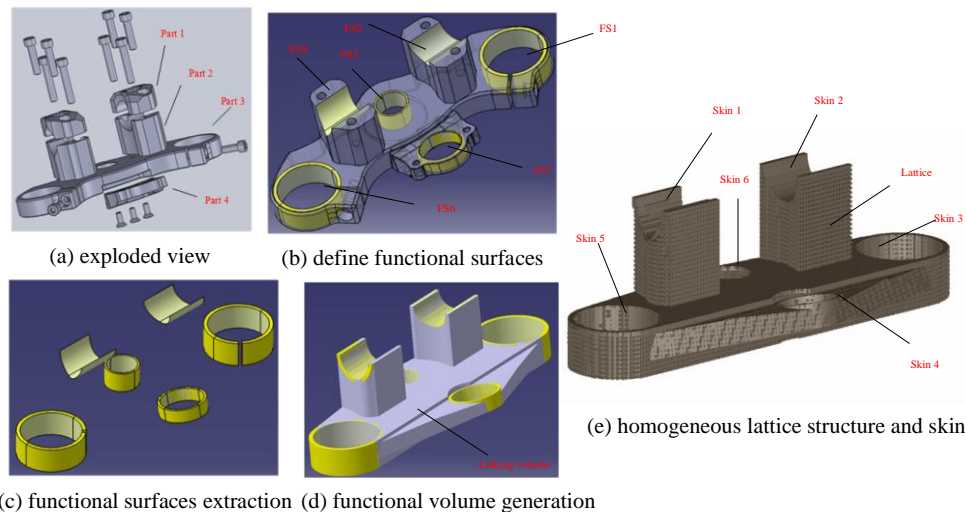 Part 1
Part 2
Part 3
Part 4
(a) exploded view
FS2
FS1
FS5
FS6
(b) define functional surfaces
(c) functional surfaces extraction
Linking volume
(d) functional volume generation
Skin 1
Skin 2
Skin 6
Lattice
Skin 5
Skin 3
Skin 4
(e) homogeneous lattice structure and skin